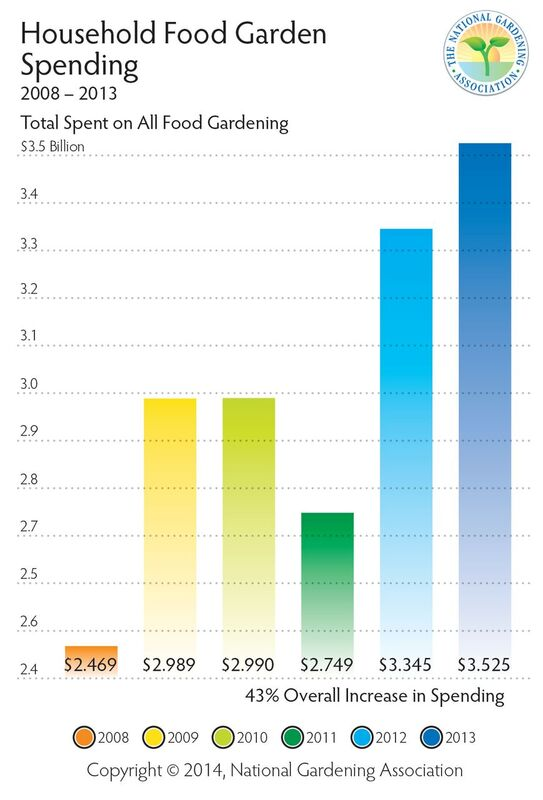 Household Food Garden
Spending
2008 – 2013
THE NATIONAL GARDENING
• ASSOCIATION •
Total Spent on All Food Gardening
$3.5 Billion
3.4
3.3
3.2
3.1
3.0
2.9
2.8
2.7
2.5
2.6
2.4
$2.469 $2.989 $2.990 $2.749 $3.345 $3.525
43% Overall Increase in Spending
2008 2009 2010 2011 2012 2013
Copyright © 2014, National Gardening Association